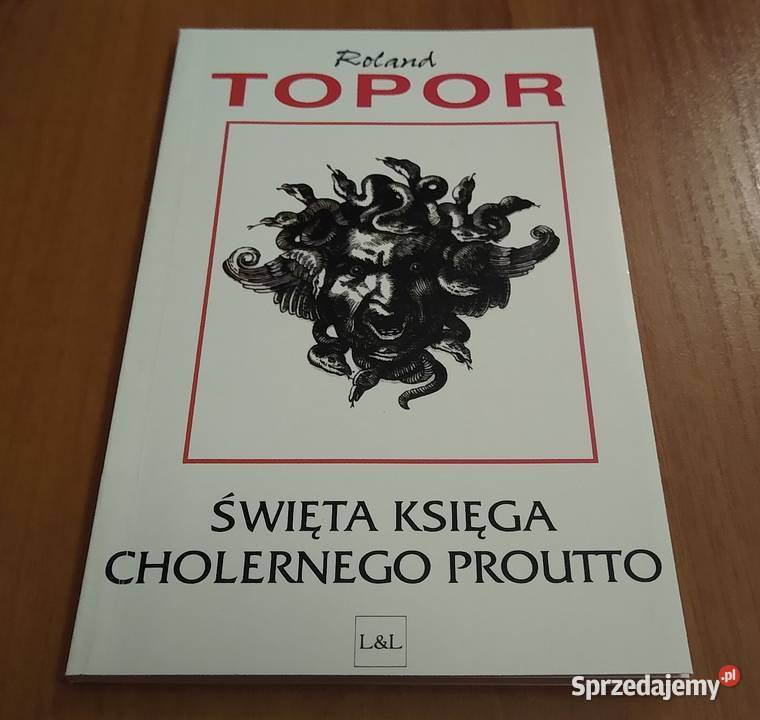 Roland
TOPOR
ŚWIĘTA KSIĘGA
CHOLERNEGO PROUTTO
L&L
Sprzedajemy.pl